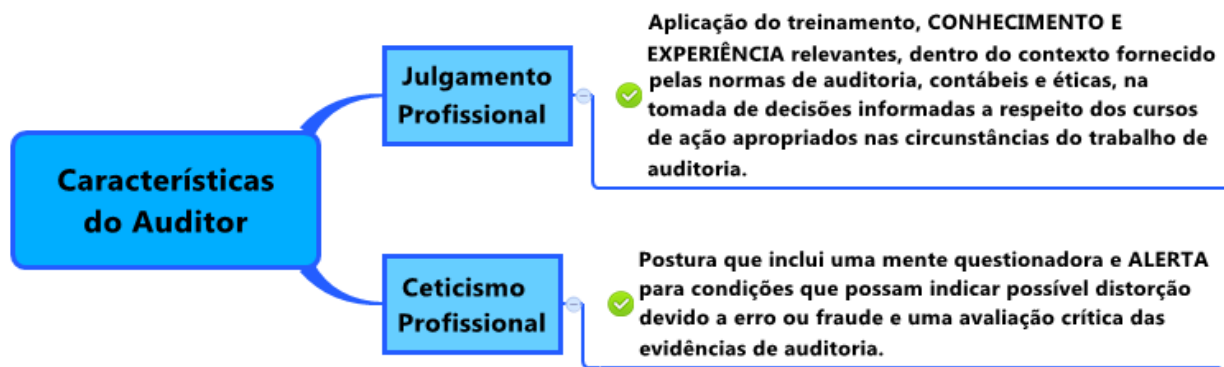 Características
do Auditor
Julgamento
Profissional
Aplicação do treinamento, CONHECIMENTO E
EXPERIÊNCIA relevantes, dentro do contexto fornecido
pelas normas de auditoria, contábeis e éticas, na
tomada de decisões informadas a respeito dos cursos
de ação apropriados nas circunstâncias do trabalho de
auditoria.
Ceticismo
Profissional
Postura que inclui uma mente questionadora e ALERTA
para condições que possam indicar possível distorção
devido a erro ou fraude e uma avaliação crítica das
evidências de auditoria.